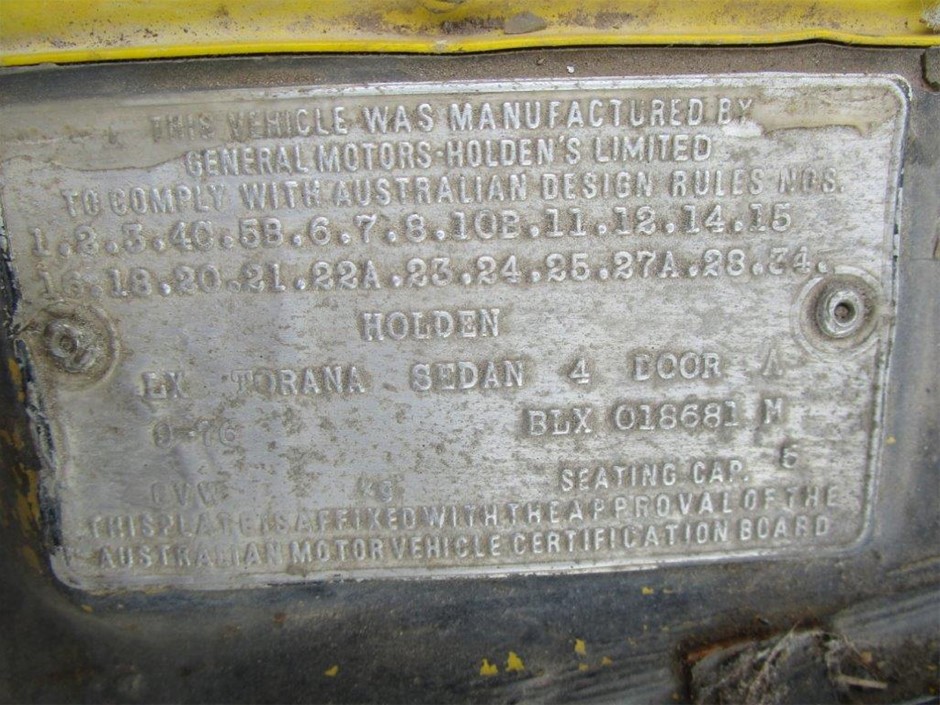 THIS VEHICLE WAS MANUFACTURED BY
GENERAL MOTORS-HOLDEN'S LIMITED
TO COMPLY WITH AUSTRALIAN DESIGN RULES NOS.
1.2.3.4C.5B.6.7.8.10B.11.12.14.15
16.18.20.21.22A.23.24.25.27A.28.34.
HOLDEN
LX TORANA SEDAN 4 DOOR A
BLX 018681 M
SEATING CAP. 5
THIS PLATE IS AFFIXED WITH THE APPROVAL OF THE
AUSTRALIAN MOTOR VEHICLE CERTIFICATION BOARD